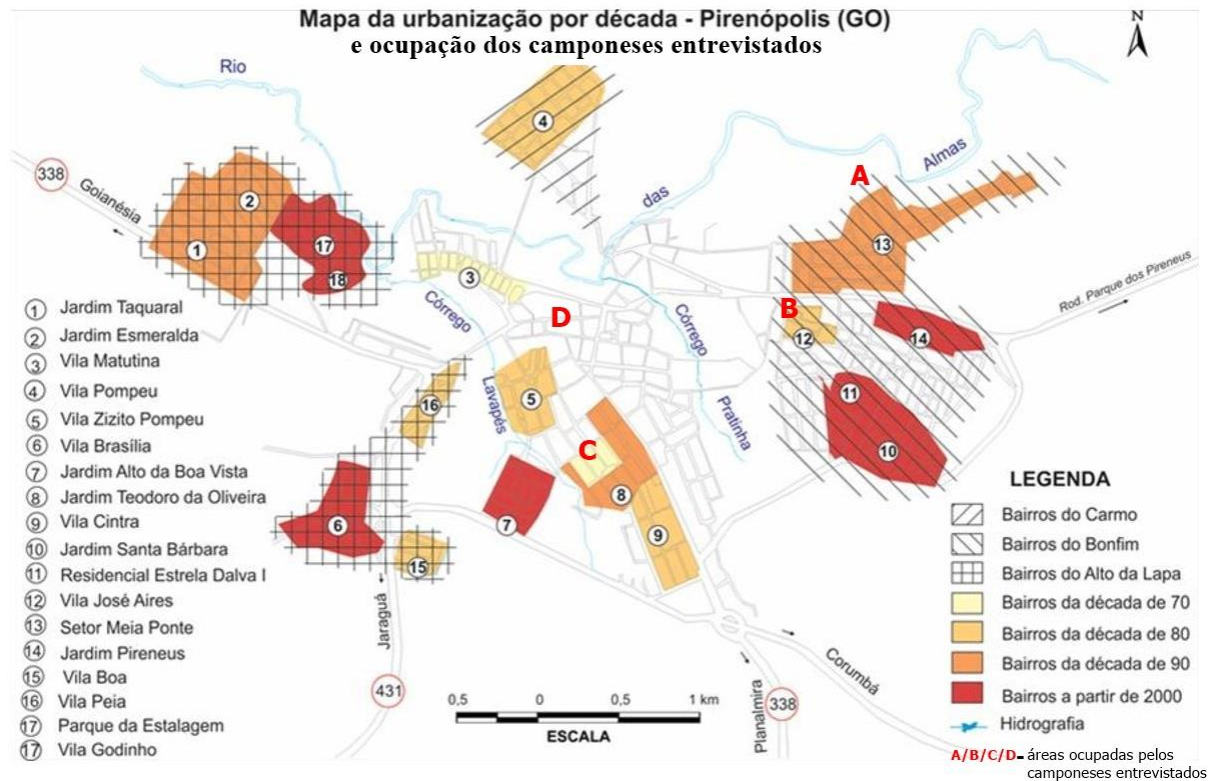 Mapa da urbanização por década - Pirenópolis (GO)
e ocupação dos camponeses entrevistados
N
Rio
das
Almas
338
Goianésia
4
A
2
1
17
18
3
13
Rod. Parque dos Pireneus
Córrego
Lavapés
D
Córrego
Pratinha
B
12
14
16
5
11
C
10
8
6
7
9
15
Jaraguá
431
Corumbá
Planalmira
338
1 Jardim Taquaral
2 Jardim Esmeralda
3 Vila Matutina
4 Vila Pompeu
5 Vila Zizito Pompeu
6 Vila Brasília
7 Jardim Alto da Boa Vista
8 Jardim Teodoro da Oliveira
9 Vila Cintra
10 Jardim Santa Bárbara
11 Residencial Estrela Dalva I
12 Vila José Aires
13 Setor Meia Ponte
14 Jardim Pireneus
15 Vila Boa
16 Vila Peia
17 Parque da Estalagem
17 Vila Godinho
0,5 0 0,5 1 km
ESCALA
LEGENDA
Bairros do Carmo
Bairros do Bonfim
Bairros do Alto da Lapa
Bairros da década de 70
Bairros da década de 80
Bairros da década de 90
Bairros a partir de 2000
Hidrografia
A/B/C/D- áreas ocupadas pelos
camponeses entrevistados